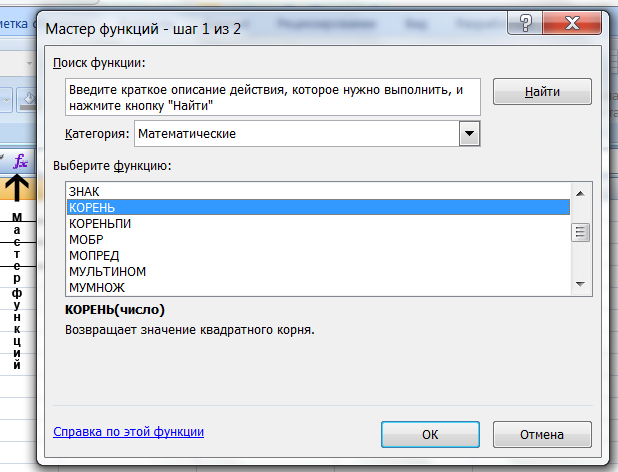 Мастер функций - шаг 1 из 2
Поиск функции:
Введите краткое описание действия, которое нужно выполнить, и
нажмите кнопку "Найти"
Найти
Категория: Математические
Выберите функцию:
ЗНАК
КОРЕНЬ
КОРЕНЬПИ
МОБР
МОПРЕД
МУЛЬТИНОМ
МУМНОЖ
КОРЕНЬ(число)
Возвращает значение квадратного корня.
Справка по этой функции
ОК
Отмена
fx
Мастер функций